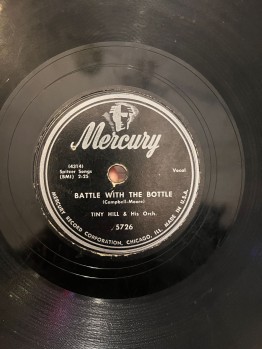 Mercury
(4314)
Spitzer Songs
(BMI) 2-25
Vocal
BATTLE WITH THE BOTTLE
(Campbell-Moore)
TINY HILL & His Orch.
5726
MERCURY RECORD CORPORATION, CHICAGO, ILL. MADE IN U.S.A.